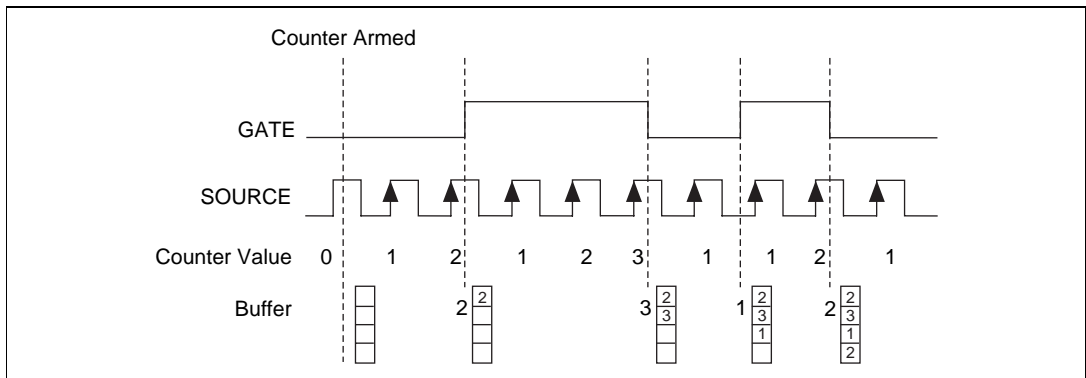 Counter Armed
GATE
SOURCE
Counter Value 0 1 2 1 2 3 1 1 2 1
Buffer 2 2 3 2 3 1 2 3 1 2 2 3 1 2